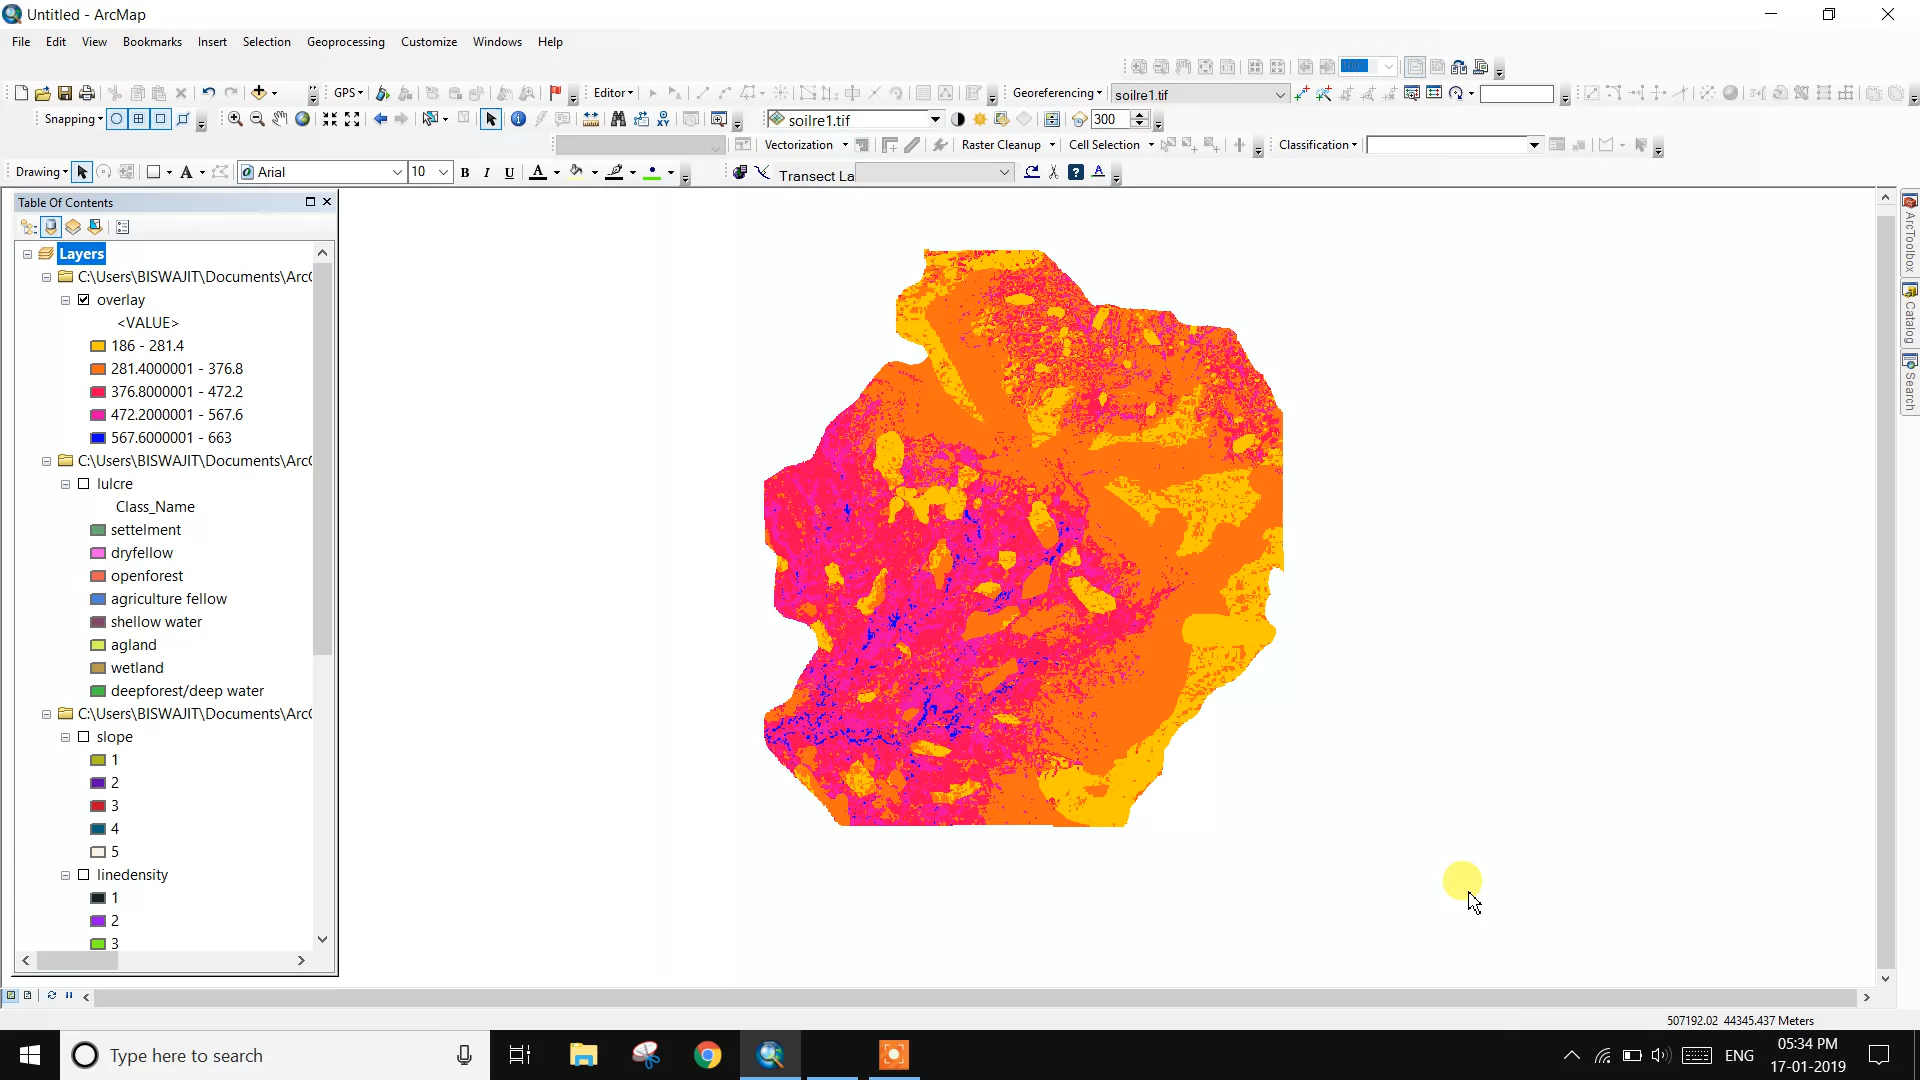 Untitled - ArcMap
File Edit View Bookmarks Insert Selection Geoprocessing Customize Windows Help
GPS Editor Georeferencing soilre1.tif
Snapping soilre1.tif 300
Vectorization Raster Cleanup Cell Selection Classification
Drawing A Arial 10 B I U A Transect La
Table Of Contents
Layers
C:\Users\BISWAJIT\Documents\Arc
overlay
<VALUE>
186 - 281.4
281.4000001 - 376.8
376.8000001 - 472.2
472.2000001 - 567.6
567.6000001 - 663
C:\Users\BISWAJIT\Documents\Arc
lulcre
Class_Name
settelment
dryfellow
openforest
agriculture fellow
shellow water
agland
wetland
deepforest/deep water
C:\Users\BISWAJIT\Documents\Arc
slope
1
2
3
4
5
linedensity
1
2
3
ArcToolbox
Catalog
Search
507192.02 44345.437 Meters
Type here to search
ENG
05:34 PM
17-01-2019